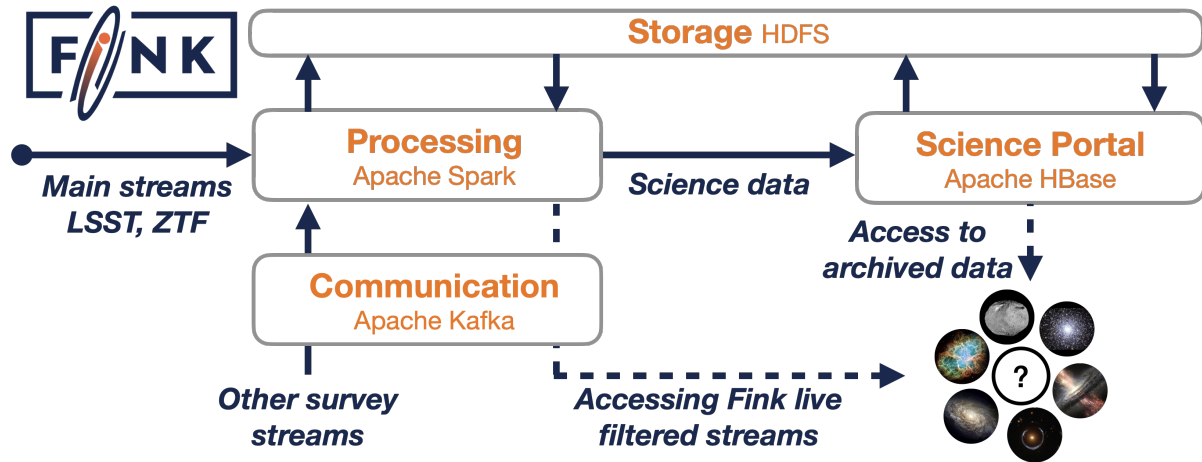 FINK
Storage HDFS
Processing
Apache Spark
Science Portal
Apache HBase
Main streams
LSST, ZTF
Science data
Access to
archived data
Communication
Apache Kafka
?
Other survey
streams
Accessing Fink live
filtered streams